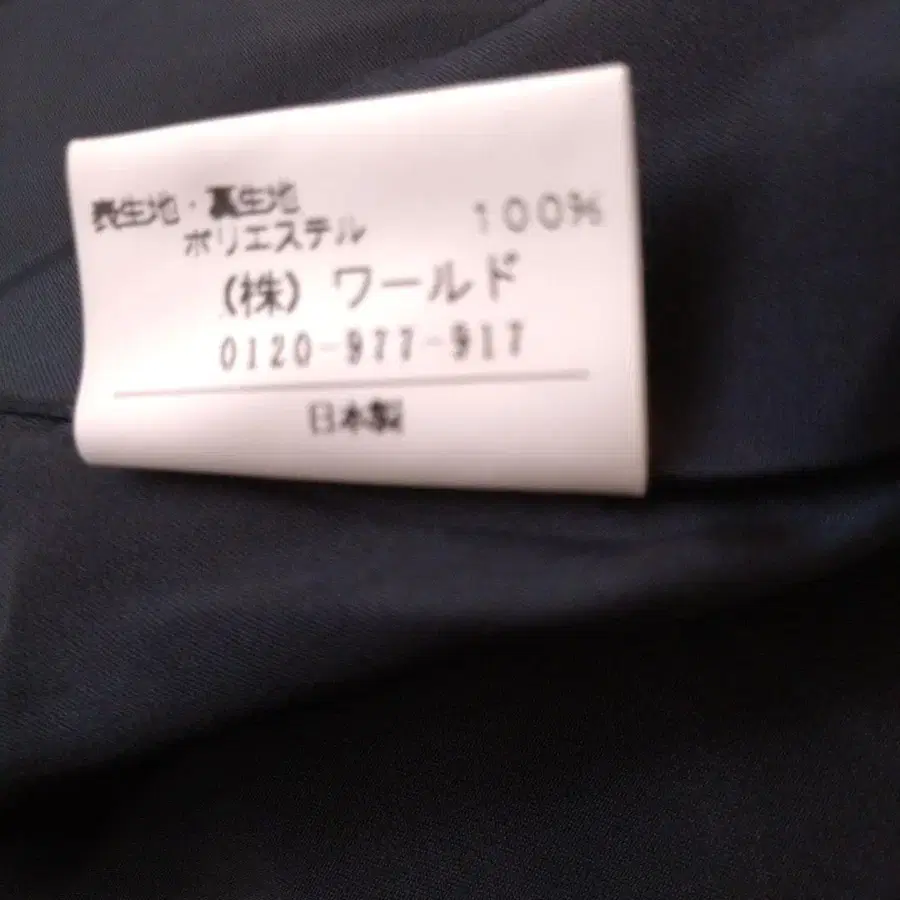 表生地・裏生地
ポリエステル 100%
(株) ワールド
0120-977-917
日本製